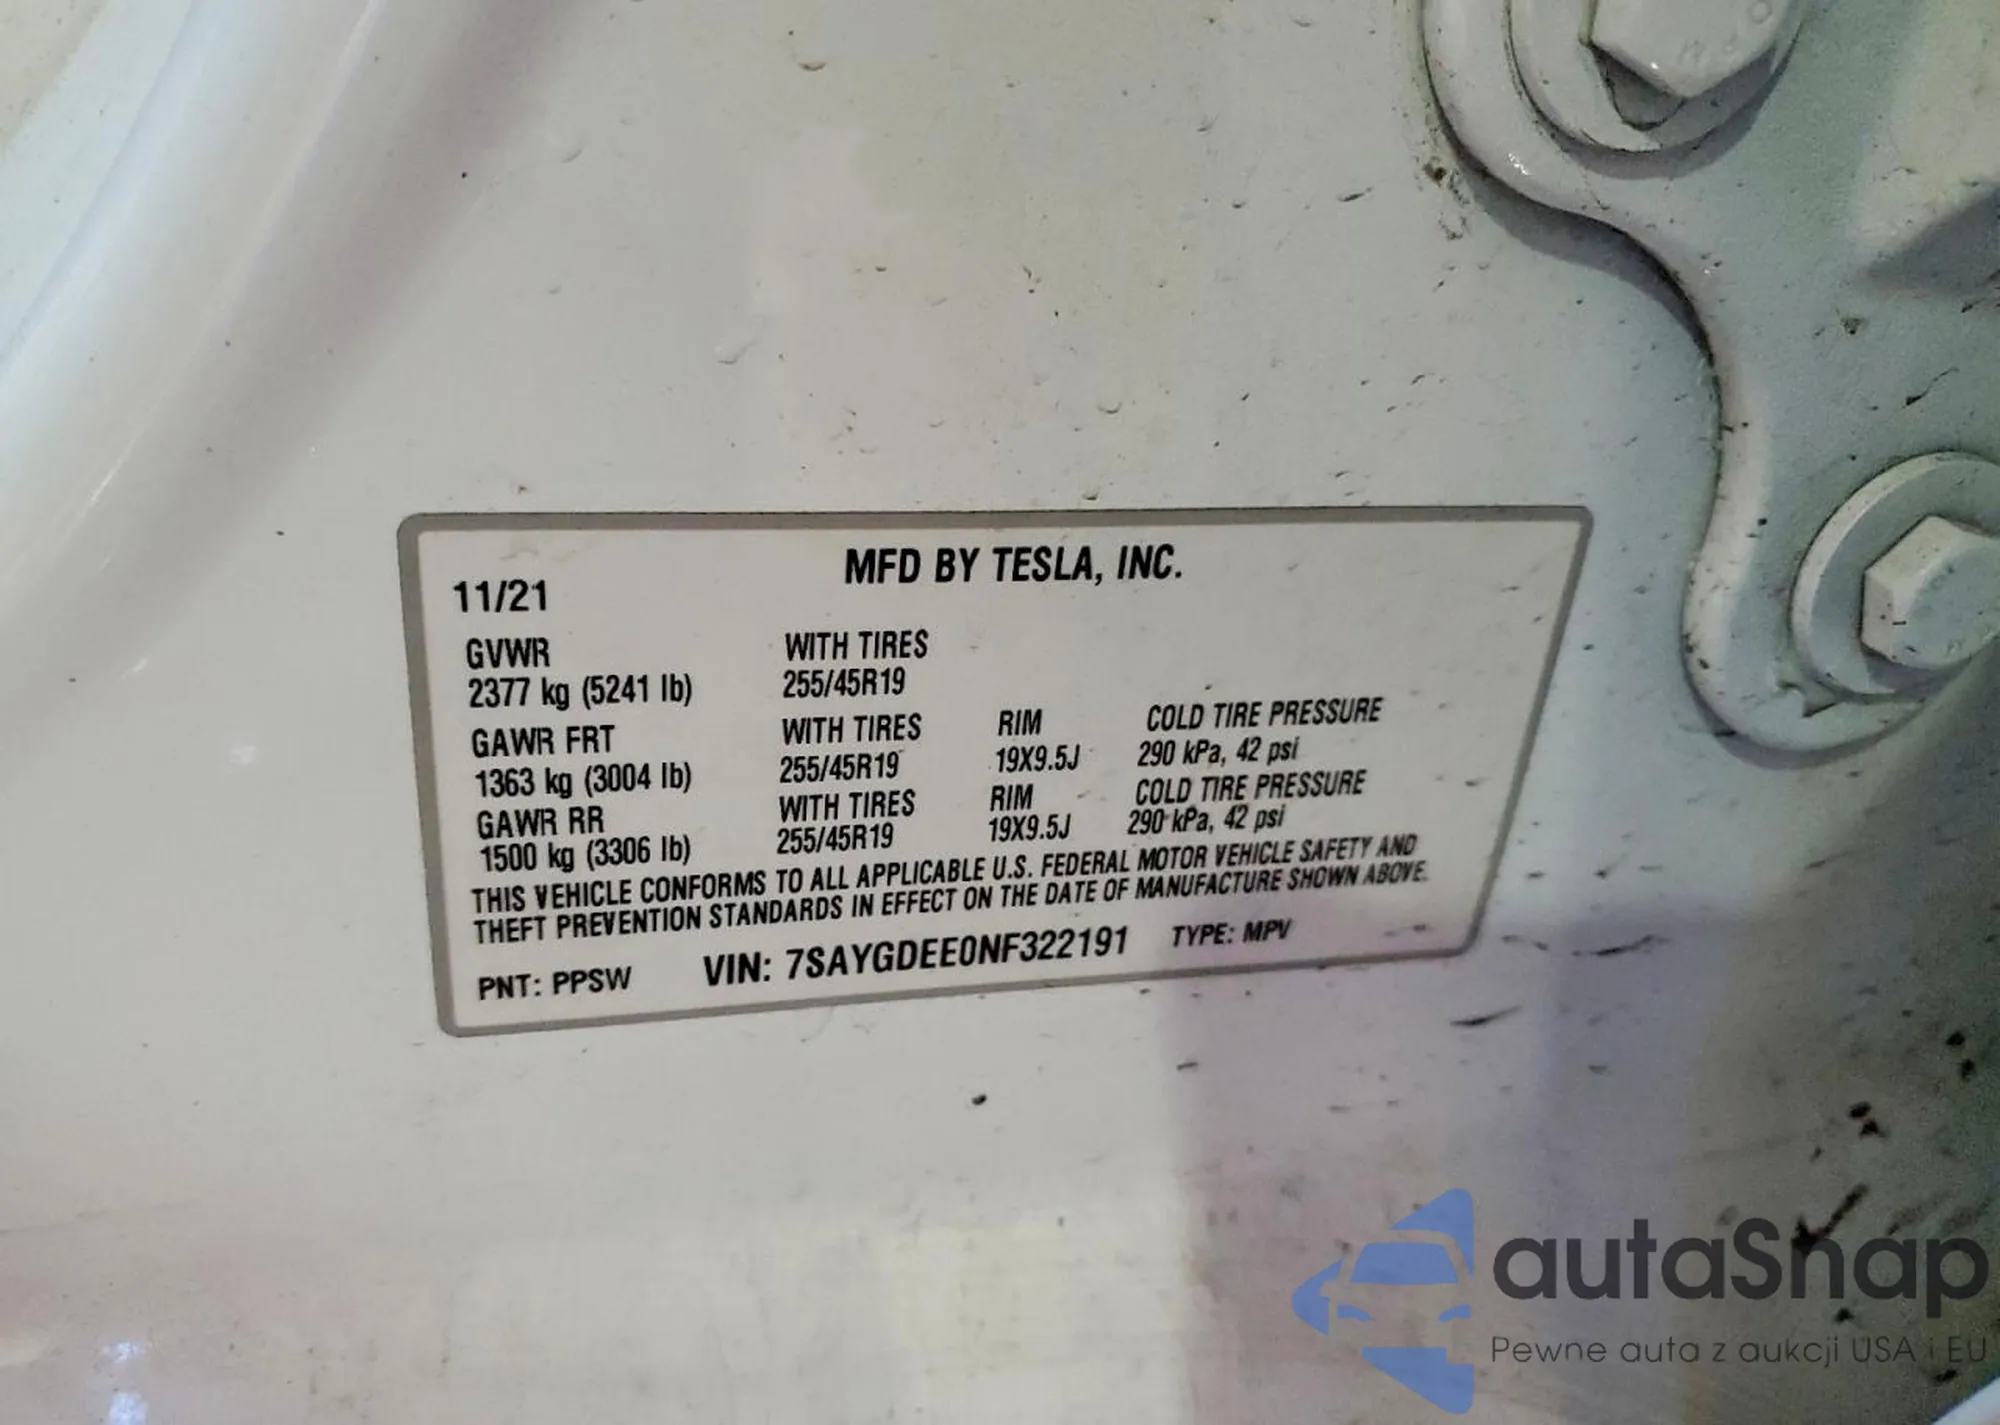 MFD BY TESLA, INC.
11/21
GVWR WITH TIRES
2377 kg (5241 lb) 255/45R19
GAWR FRT WITH TIRES RIM COLD TIRE PRESSURE
1363 kg (3004 lb) 255/45R19 19X9.5J 290 kPa, 42 psi
GAWR RR WITH TIRES RIM COLD TIRE PRESSURE
1500 kg (3306 lb) 255/45R19 19X9.5J 290 kPa, 42 psi
THIS VEHICLE CONFORMS TO ALL APPLICABLE U.S. FEDERAL MOTOR VEHICLE SAFETY AND
THEFT PREVENTION STANDARDS IN EFFECT ON THE DATE OF MANUFACTURE SHOWN ABOVE.
PNT: PPSW VIN: 7SAYGDEE0NF322191 TYPE: MPV
autaSnap
Pewne auta z aukcji USA i EU